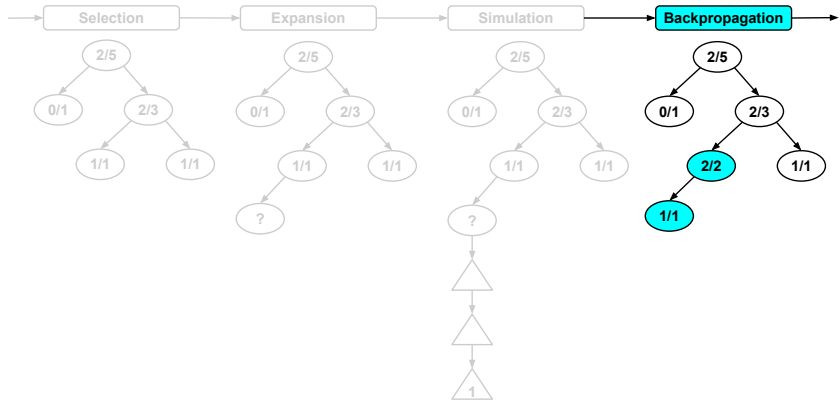 Selection Expansion Simulation Backpropagation
2/5 2/5 2/5 2/5
0/1 2/3 0/1 2/3 0/1 2/3 0/1 2/3
1/1 1/1 1/1 1/1 1/1 1/1 2/2 1/1
? ? 1/1
1